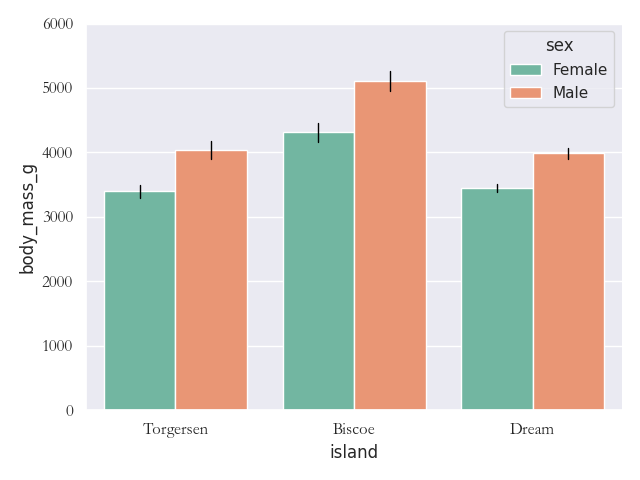 6000
5000
4000
3000
2000
1000
0
body_mass_g
sex
Female
Male
Torgersen Biscoe Dream
island